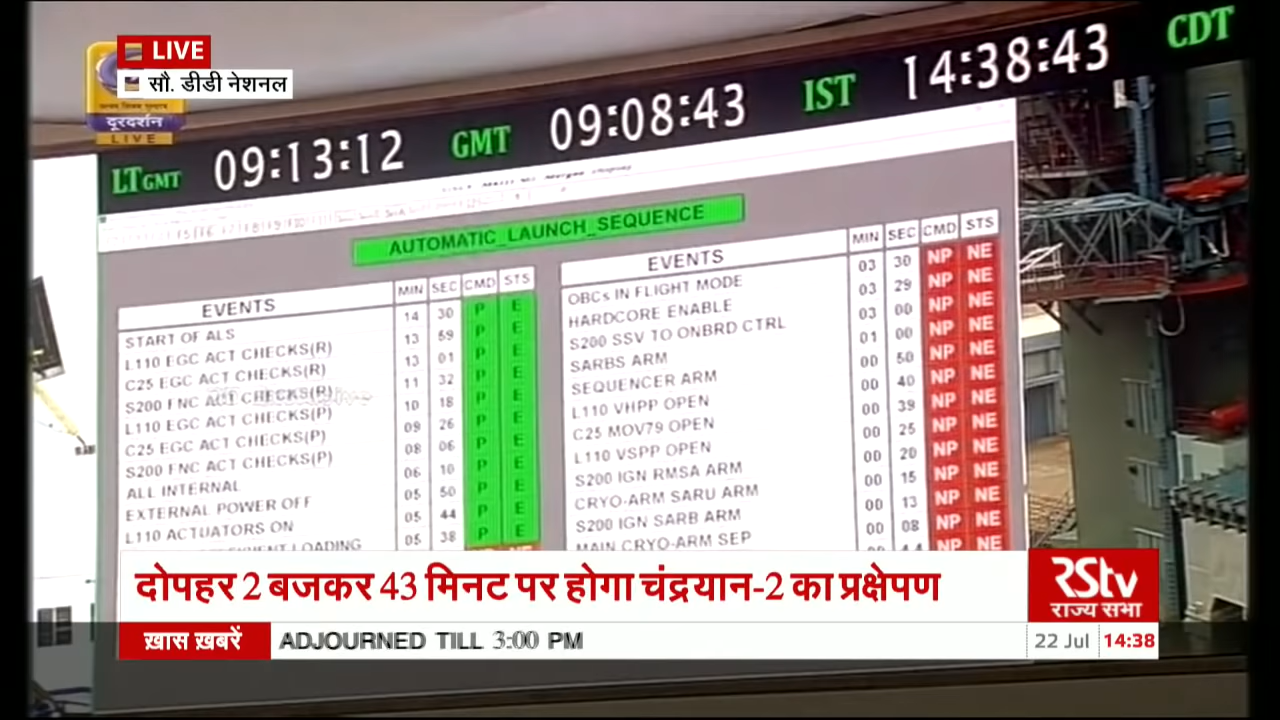 LIVE
सौ. डीडी नेशनल
दूरदर्शन
LIVE
LTGMT 09:13:12 GMT 09:08:43 IST 14:38:43 CDT
AUTOMATIC_LAUNCH_SEQUENCE
EVENTS MIN SEC CMD STS
START OF ALS 14 30 P E
L110 EGC ACT CHECKS(R) 13 59 P E
C25 EGC ACT CHECKS(R) 13 01 P E
S200 FNC ACT CHECKS(R) 11 32 P E
L110 EGC ACT CHECKS(P) 10 18 P E
C25 EGC ACT CHECKS(P) 09 26 P E
S200 FNC ACT CHECKS(P) 08 06 P E
ALL INTERNAL 06 10 P E
EXTERNAL POWER OFF 05 50 P E
L110 ACTUATORS ON 05 44 P E
LOADING 05 38 P E
EVENTS MIN SEC CMD STS
OBCs IN FLIGHT MODE 03 30 NP NE
HARDCORE ENABLE 03 29 NP NE
S200 SSV TO ONBRD CTRL 03 00 NP NE
SARBS ARM 01 00 NP NE
SEQUENCER ARM 00 50 NP NE
L110 VHPP OPEN 00 40 NP NE
C25 MOV79 OPEN 00 39 NP NE
L110 VSPP OPEN 00 25 NP NE
S200 IGN RMSA ARM 00 20 NP NE
CRYO-ARM SARU ARM 00 15 NP NE
S200 IGN SARB ARM 00 13 NP NE
MAIN CRYO-ARM SEP 00 08 NP NE
दोपहर 2 बजकर 43 मिनट पर होगा चंद्रयान-2 का प्रक्षेपण
RStv
राज्य सभा
ख़ास ख़बरें ADJOURNED TILL 3:00 PM 22 Jul 14:38